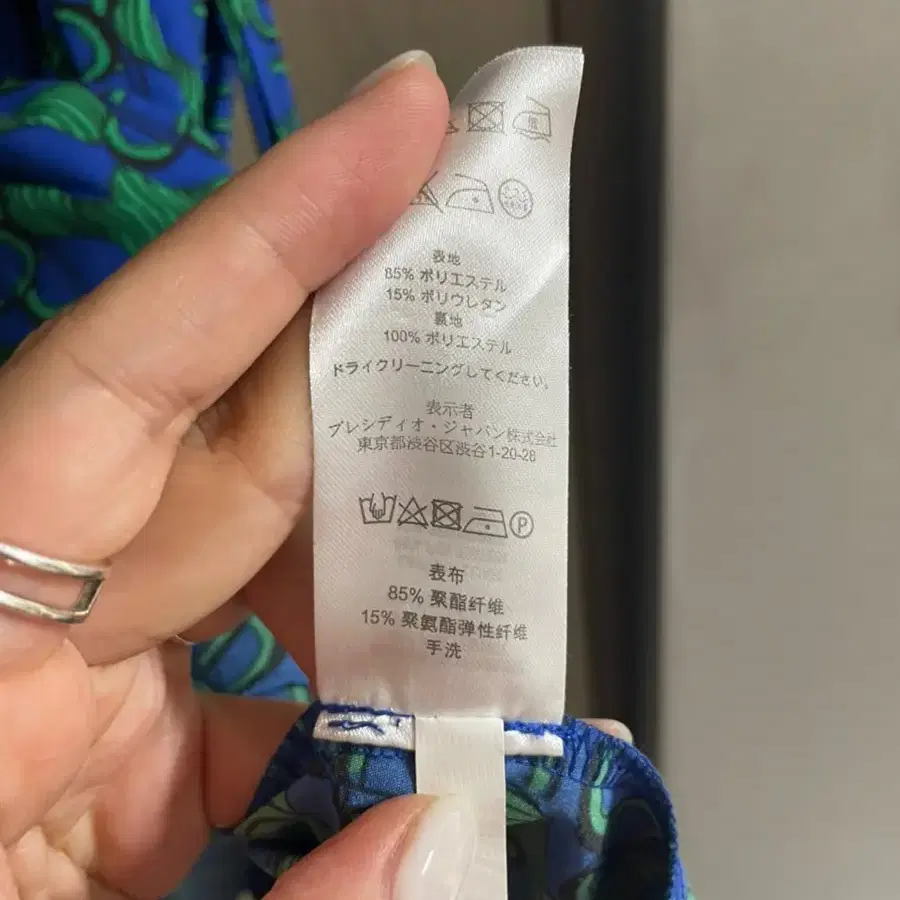 表地
85% ポリエステル
15% ポリウレタン
裏地
100% ポリエステル
ドライクリーニングしてください。
表示者
プレシディオ・ジャパン株式会社
東京都渋谷区渋谷1-20-28
P
表布
85% 聚酯纤维
15% 聚氨酯弹性纤维
手洗